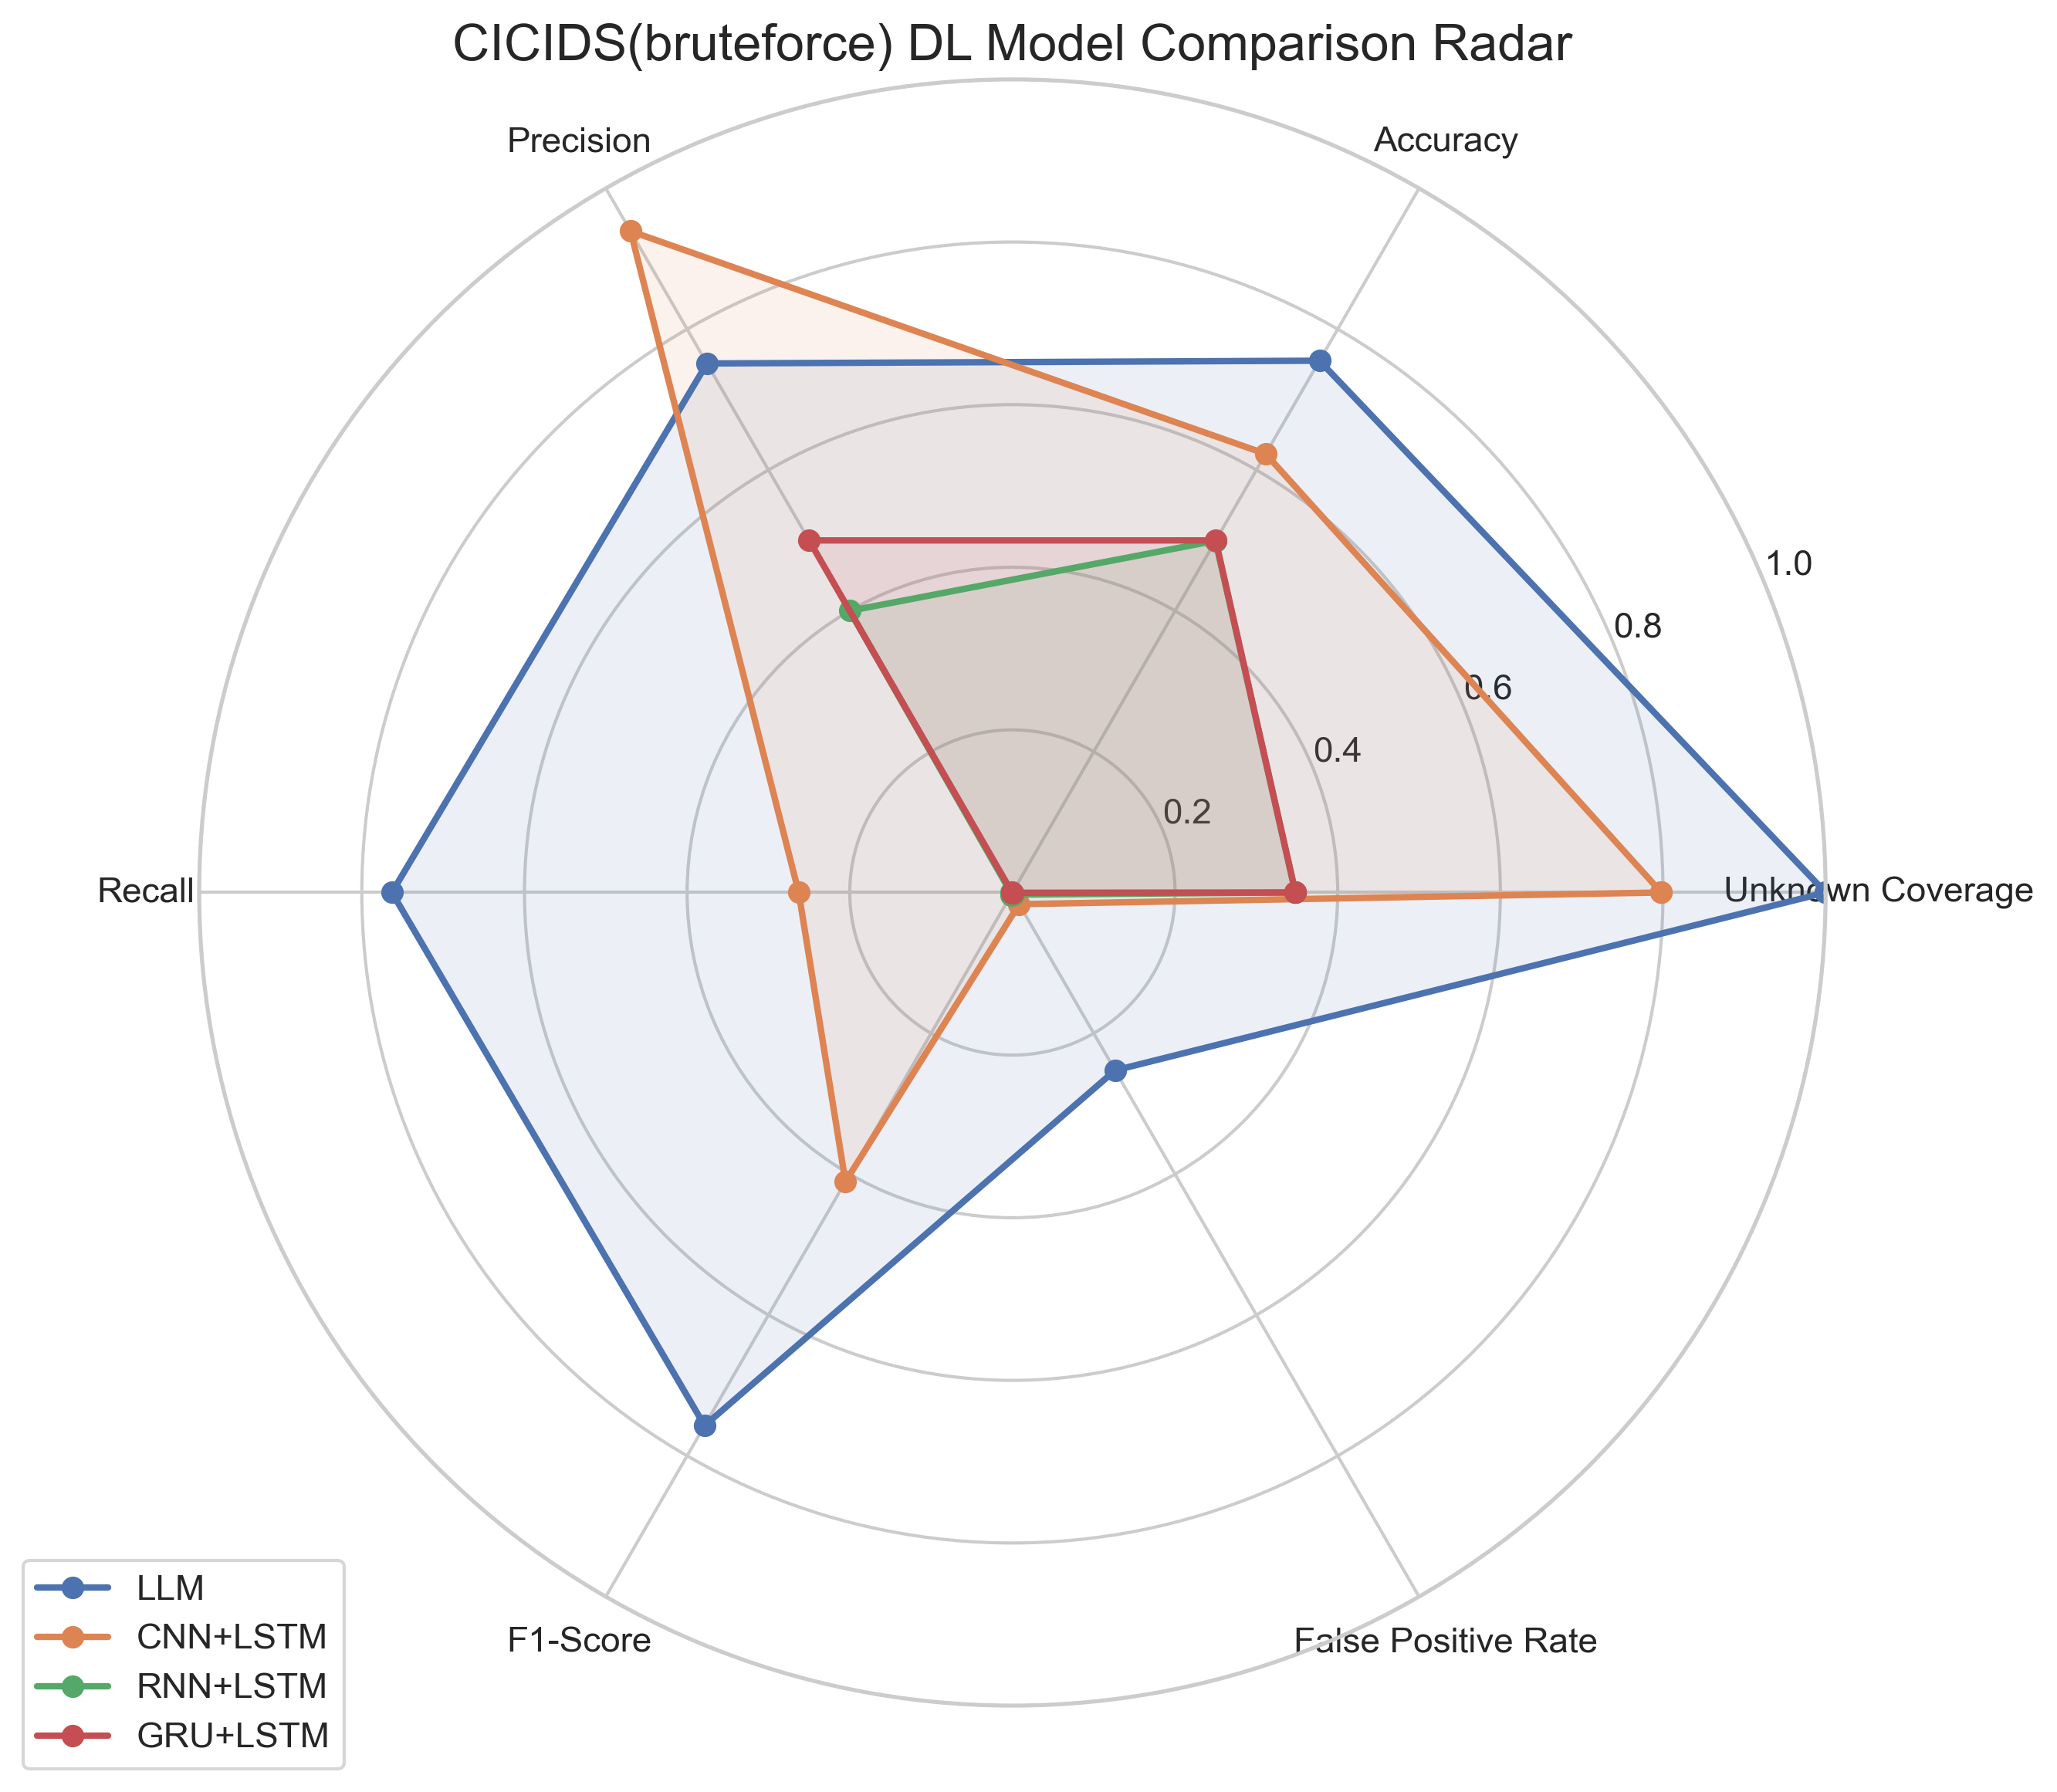 CICIDS(bruteforce) DL Model Comparison Radar
Precision
Accuracy
1.0
0.8
0.6
0.4
0.2
Recall
Unknown Coverage
F1-Score
False Positive Rate
LLM
CNN+LSTM
RNN+LSTM
GRU+LSTM